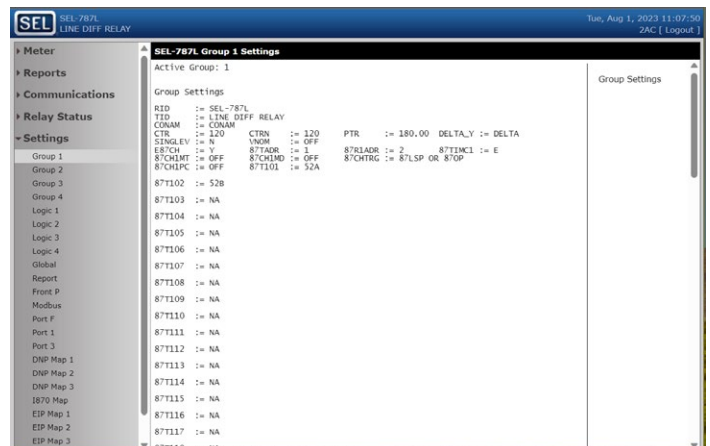 SEL
SEL-787L
LINE DIFF RELAY
Tue, Aug 1, 2023 11:07:50
2AC [ Logout ]
Meter
Reports
Communications
Relay Status
Settings
Group 1
Group 2
Group 3
Group 4
Logic 1
Logic 2
Logic 3
Logic 4
Global
Report
Front P
Modbus
Port F
Port 1
Port 3
DNP Map 1
DNP Map 2
DNP Map 3
I870 Map
EIP Map 1
EIP Map 2
EIP Map 3
SEL-787L Group 1 Settings
Active Group: 1
Group Settings
RID := SEL-787L
TID := LINE DIFF RELAY
CONAM := CONAM
CTR := 120 CTRN := 120 PTR := 180.00 DELTA_Y := DELTA
SINGLEV := N VNOM := OFF
E87CH := Y 87TADR := 1 87R1ADR := 2 87TIMC1 := E
87CH1MT := OFF 87CH1MD := OFF 87CHTRG := 87LSP OR 87OP
87CH1PC := OFF 87T101 := 52A
87T102 := 52B
87T103 := NA
87T104 := NA
87T105 := NA
87T106 := NA
87T107 := NA
87T108 := NA
87T109 := NA
87T110 := NA
87T111 := NA
87T112 := NA
87T113 := NA
87T114 := NA
87T115 := NA
87T116 := NA
87T117 := NA
Group Settings